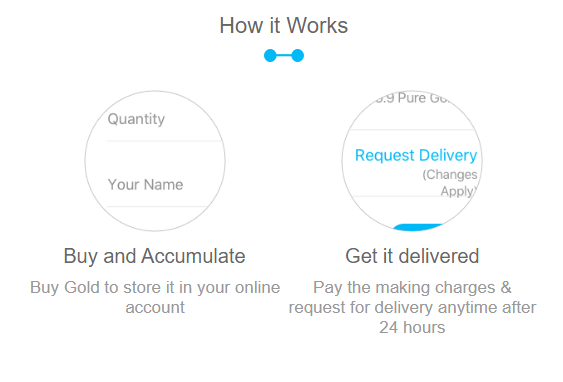 How it Works
Quantity
Your Name
.9 Pure
Request Delivery
(Changes
Apply)
Buy and Accumulate
Get it delivered
Buy Gold to store it in your online
account
Pay the making charges &
request for delivery anytime after
24 hours